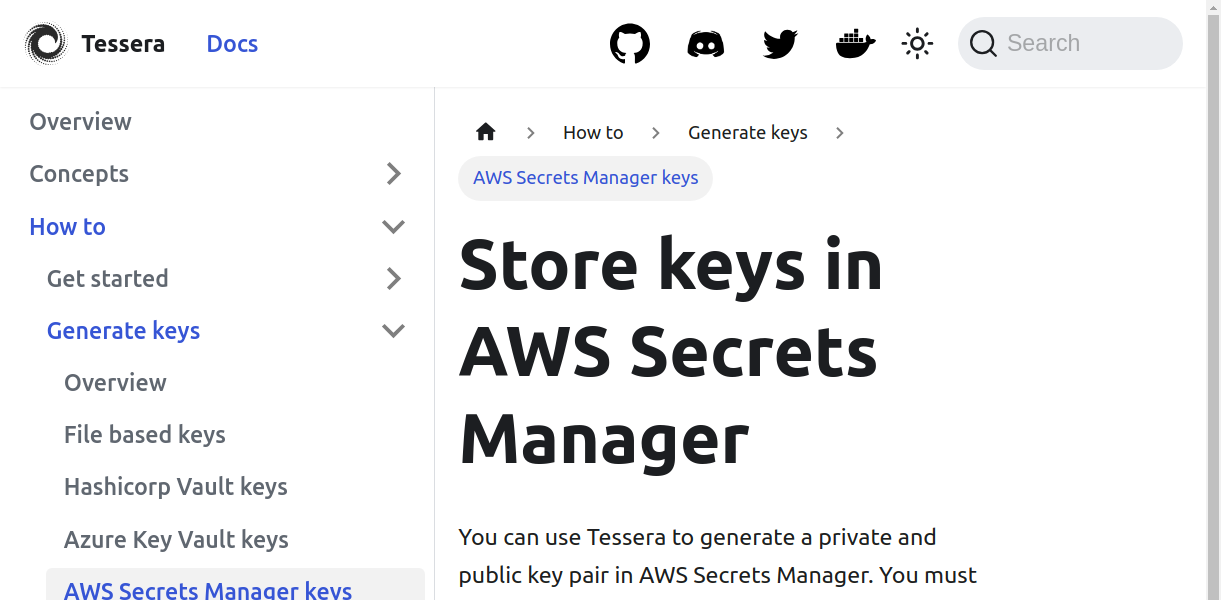 Tessera
Docs
Search
Overview
Concepts
How to
Get started
Generate keys
Overview
File based keys
Hashicorp Vault keys
Azure Key Vault keys
AWS Secrets Manager keys
How to
Generate keys
AWS Secrets Manager keys
Store keys in
AWS Secrets
Manager
You can use Tessera to generate a private and
public key pair in AWS Secrets Manager. You must